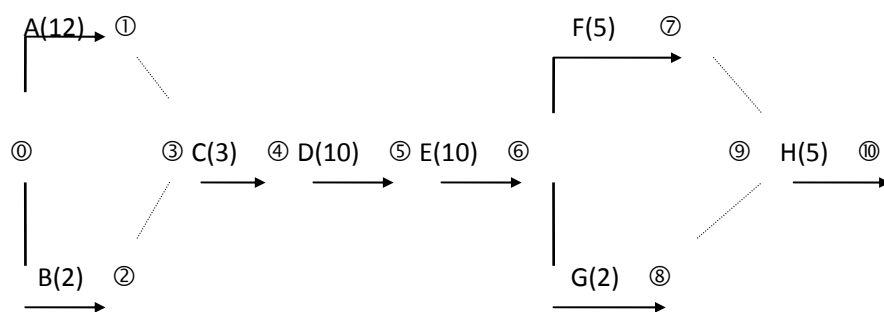 A(12) ① F(5) ⑦
⓪ ③ C(3) ④ D(10) ⑤ E(10) ⑥ ⑨ H(5) ⑩
B(2) ② G(2) ⑧